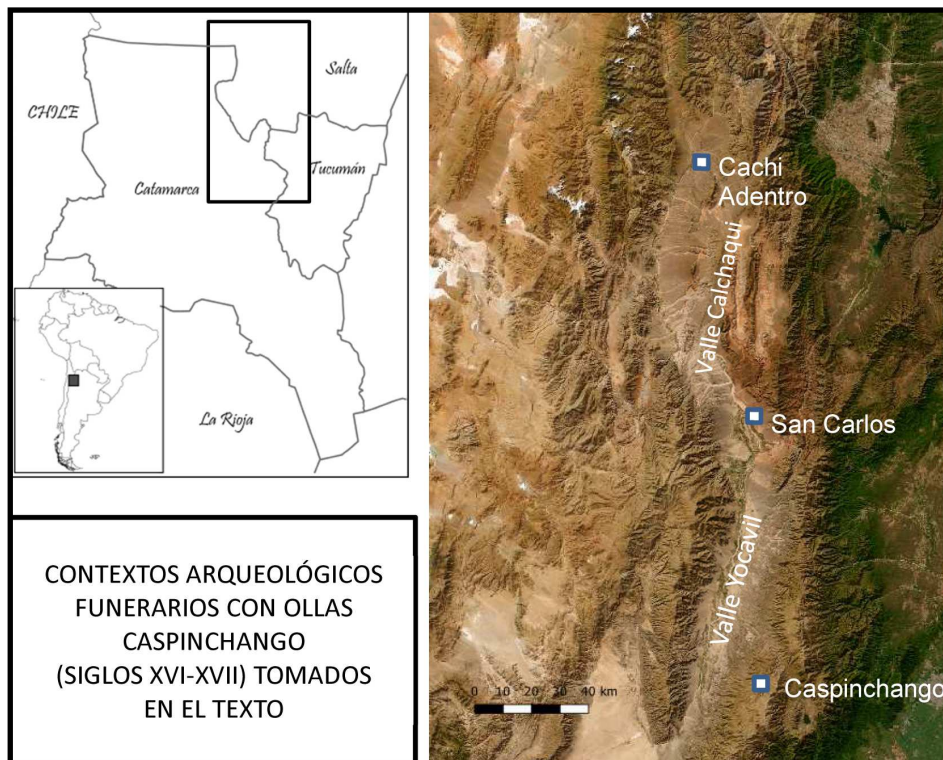 CHILE
Salta
Tucumán
Catamarca
La Rioja
CONTEXTOS ARQUEOLÓGICOS
FUNERARIOS CON OLLAS
CASPINCHANGO
(SIGLOS XVI-XVII) TOMADOS
EN EL TEXTO
Cachi
Adentro
Valle Calchaqui
San Carlos
Valle Yocavil
Caspinchango
0 10 20 30 40 km